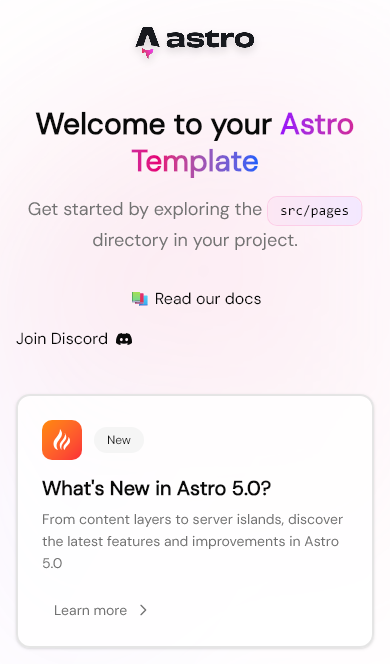 astro
Welcome to your Astro
Template
Get started by exploring the src/pages
directory in your project.
Read our docs
Join Discord
New
What's New in Astro 5.0?
From content layers to server islands, discover
the latest features and improvements in Astro
5.0
Learn more